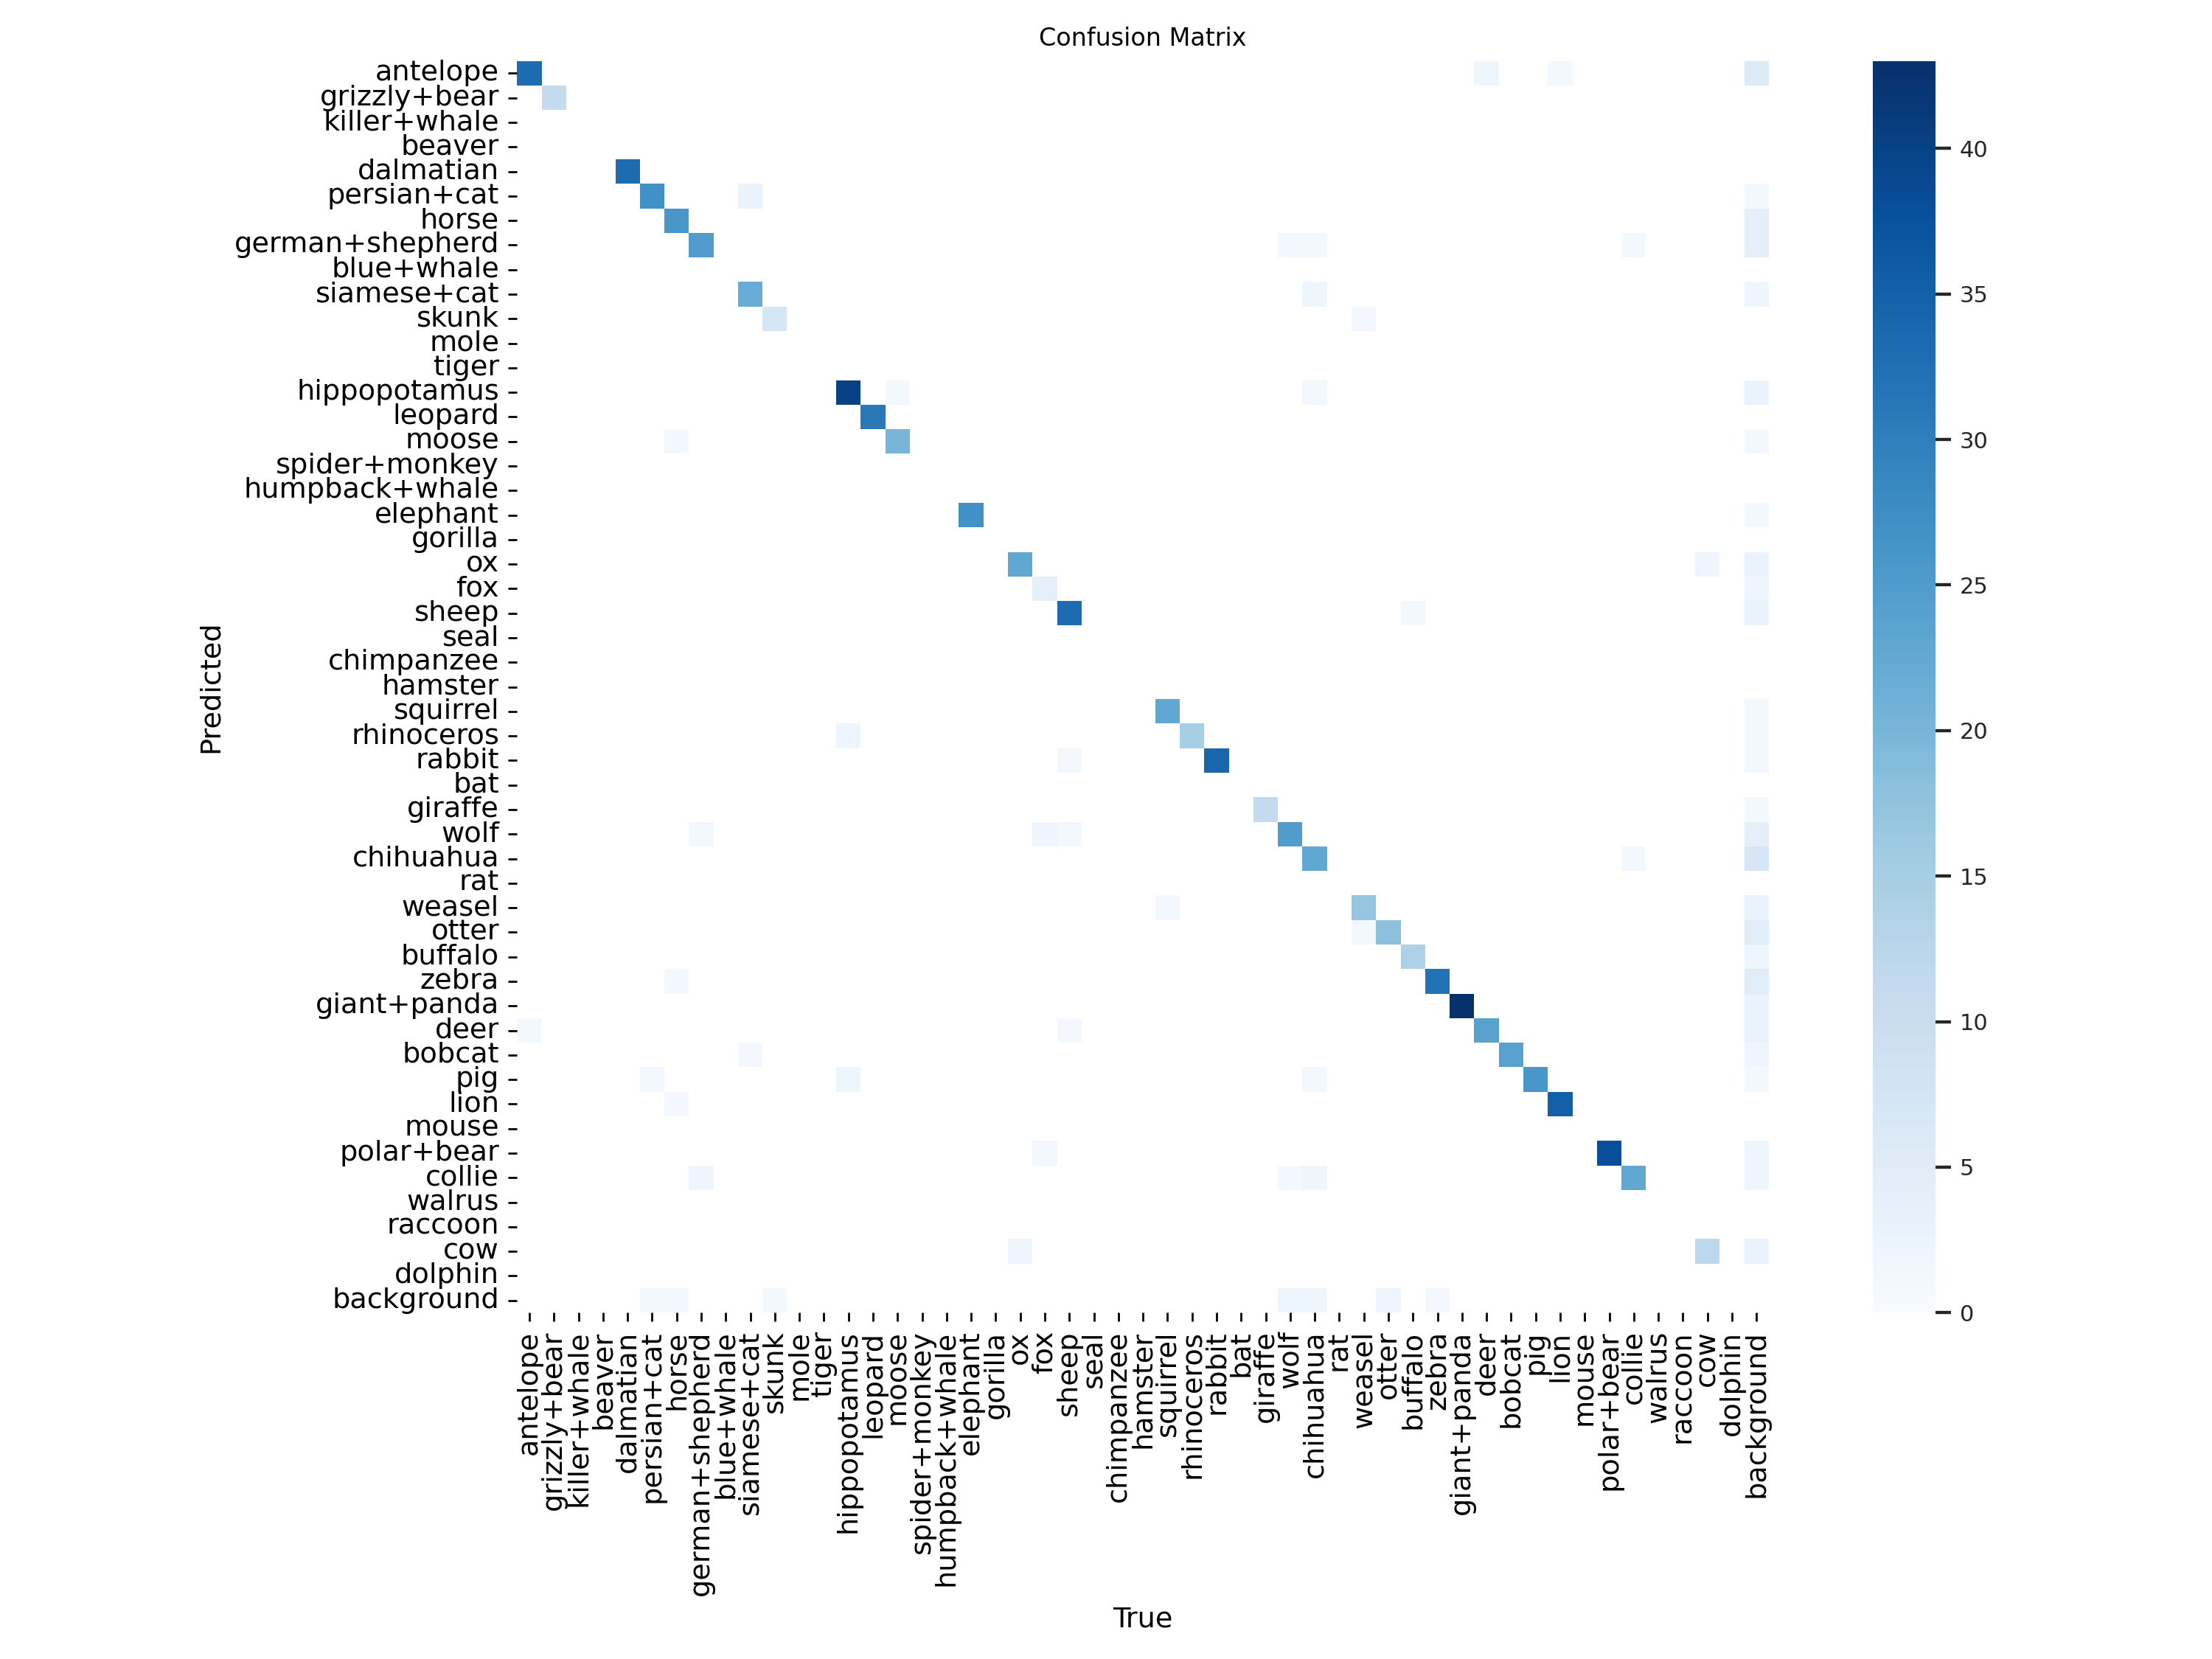 Confusion Matrix
Predicted
antelope
grizzly+bear
killer+whale
beaver
dalmatian
persian+cat
horse
german+shepherd
blue+whale
siamese+cat
skunk
mole
tiger
hippopotamus
leopard
moose
spider+monkey
humpback+whale
elephant
gorilla
ox
fox
sheep
seal
chimpanzee
hamster
squirrel
rhinoceros
rabbit
bat
giraffe
wolf
chihuahua
rat
weasel
otter
buffalo
zebra
giant+panda
deer
bobcat
pig
lion
mouse
polar+bear
collie
walrus
raccoon
cow
dolphin
background
antelope
grizzly+bear
killer+whale
beaver
dalmatian
persian+cat
horse
german+shepherd
blue+whale
siamese+cat
skunk
mole
tiger
hippopotamus
leopard
moose
spider+monkey
humpback+whale
elephant
gorilla
ox
fox
sheep
seal
chimpanzee
hamster
squirrel
rhinoceros
rabbit
bat
giraffe
wolf
chihuahua
rat
weasel
otter
buffalo
zebra
giant+panda
deer
bobcat
pig
lion
mouse
polar+bear
collie
walrus
raccoon
cow
dolphin
background
True
40
35
30
25
20
15
10
5
0